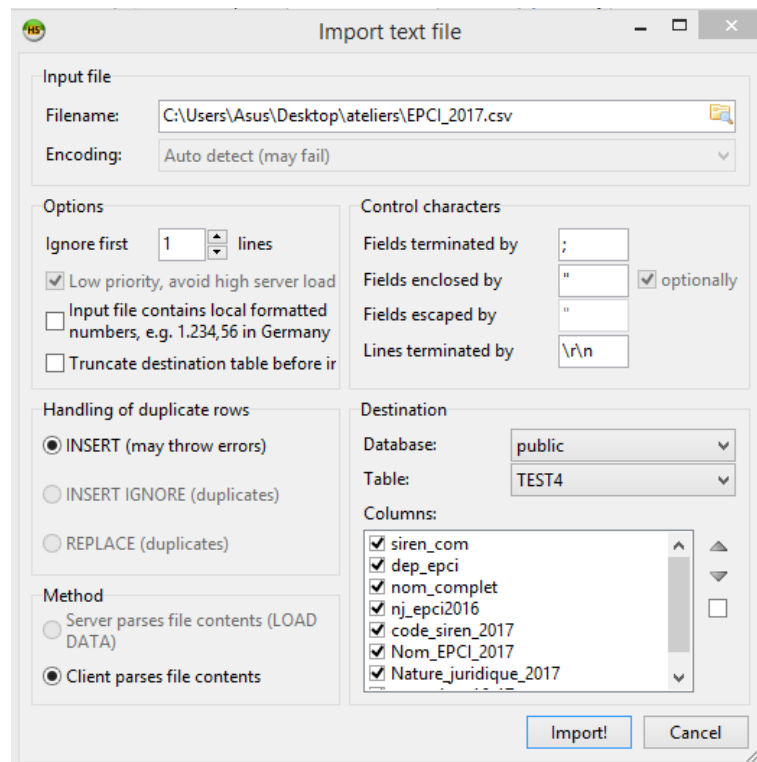 HS
Import text file
Input file
Filename: C:\Users\Asus\Desktop\ateliers\EPCI_2017.csv
Encoding: Auto detect (may fail)
Options
Ignore first 1 lines
Low priority, avoid high server load
Input file contains local formatted
numbers, e.g. 1.234,56 in Germany
Truncate destination table before ir
Control characters
Fields terminated by ;
Fields enclosed by " optionally
Fields escaped by "
Lines terminated by \r\n
Handling of duplicate rows
INSERT (may throw errors)
INSERT IGNORE (duplicates)
REPLACE (duplicates)
Method
Server parses file contents (LOAD
DATA)
Client parses file contents
Destination
Database: public
Table: TEST4
Columns:
siren_com
dep_epci
nom_complet
nj_epci2016
code_siren_2017
Nom_EPCI_2017
Nature_juridique_2017
Import!
Cancel